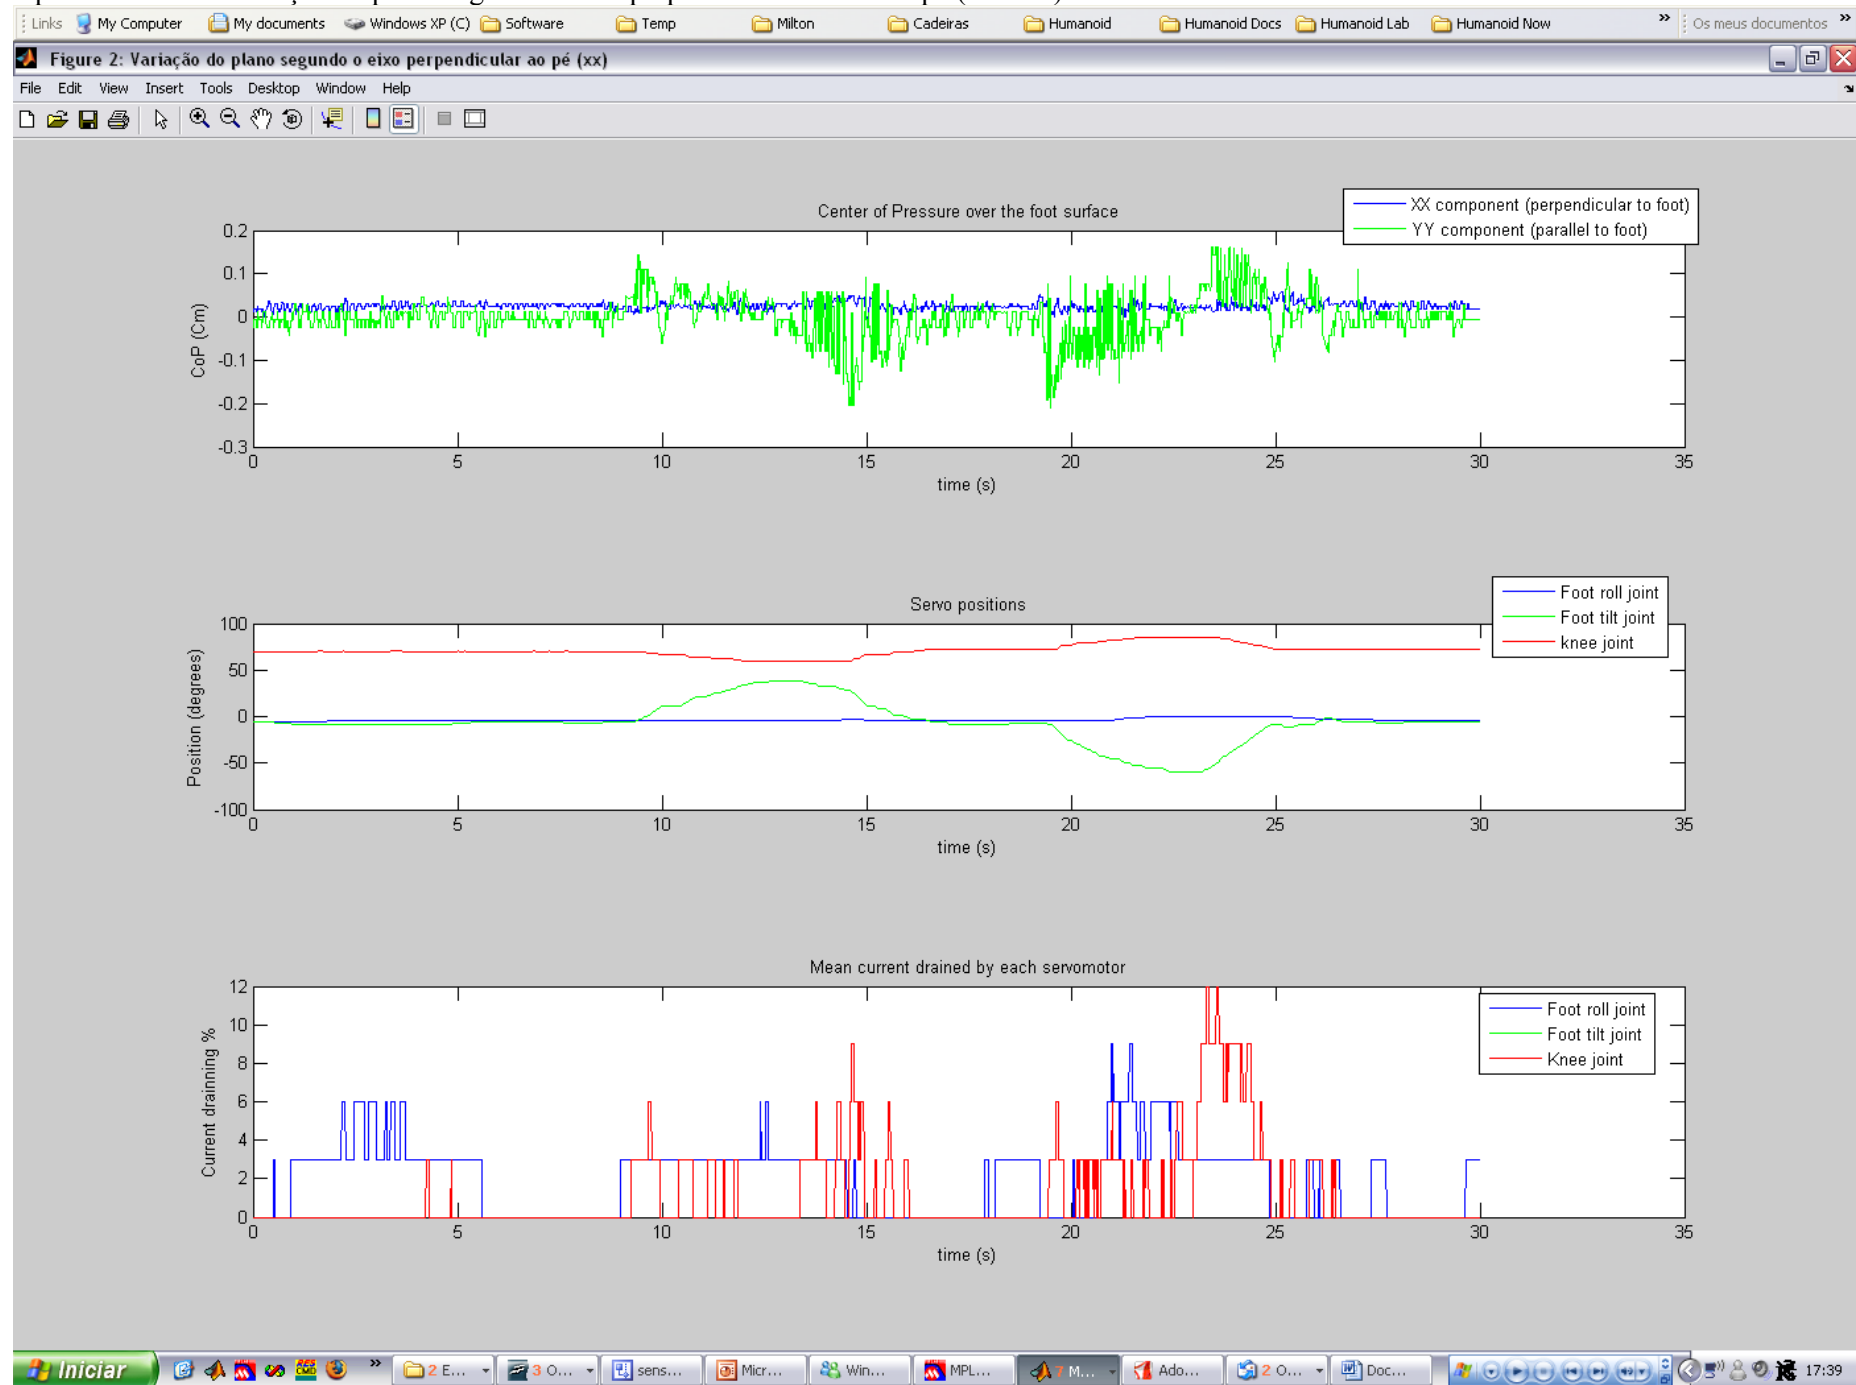 Links My Computer My documents Windows XP (C) Software Temp Milton Cadeiras Humanoid Humanoid Docs Humanoid Lab Humanoid Now » Os meus documentos »
Figure 2: Variação do plano segundo o eixo perpendicular ao pé (xx)
File Edit View Insert Tools Desktop Window Help
Center of Pressure over the foot surface
XX component (perpendicular to foot)
YY component (parallel to foot)
0.2
0.1
0
-0.1
-0.2
-0.3
CoP (Cm)
0 5 10 15 20 25 30 35
time (s)
Servo positions
Foot roll joint
Foot tilt joint
knee joint
100
50
0
-50
-100
Position (degrees)
0 5 10 15 20 25 30 35
time (s)
Mean current drained by each servomotor
Foot roll joint
Foot tilt joint
Knee joint
12
10
8
6
4
2
0
Current drainning %
0 5 10 15 20 25 30 35
time (s)
Iniciar » 2 E... 3 O... sens... Micr... Win... MPL... 7 M... Ado... 2 O... Doc... 17:39